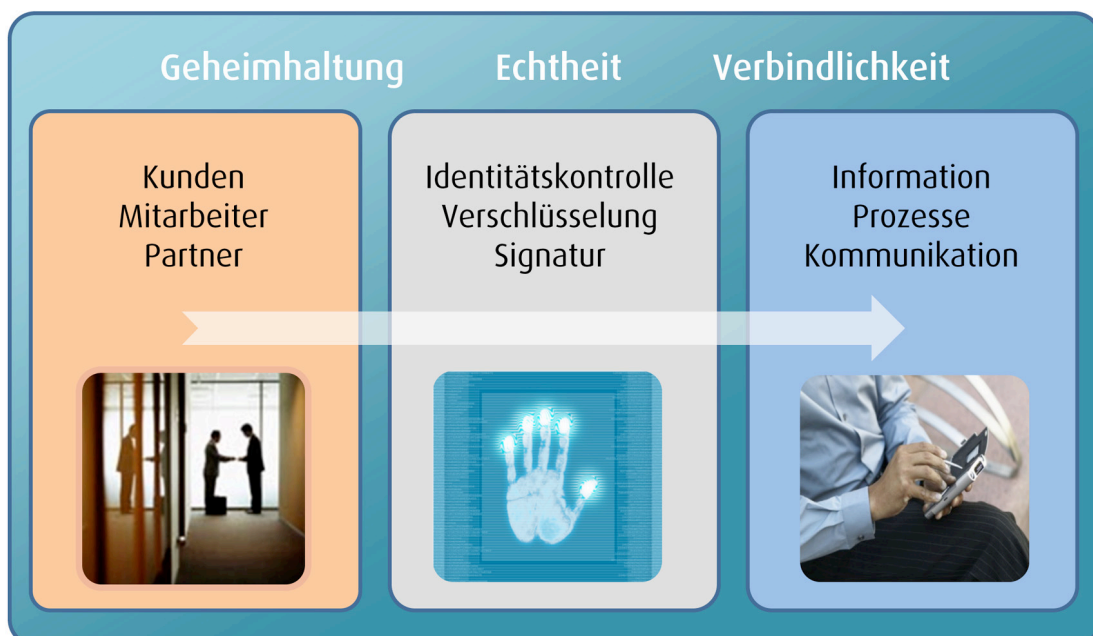 Geheimhaltung Echtheit Verbindlichkeit
Kunden
Mitarbeiter
Partner
Identitätskontrolle
Verschlüsselung
Signatur
Information
Prozesse
Kommunikation